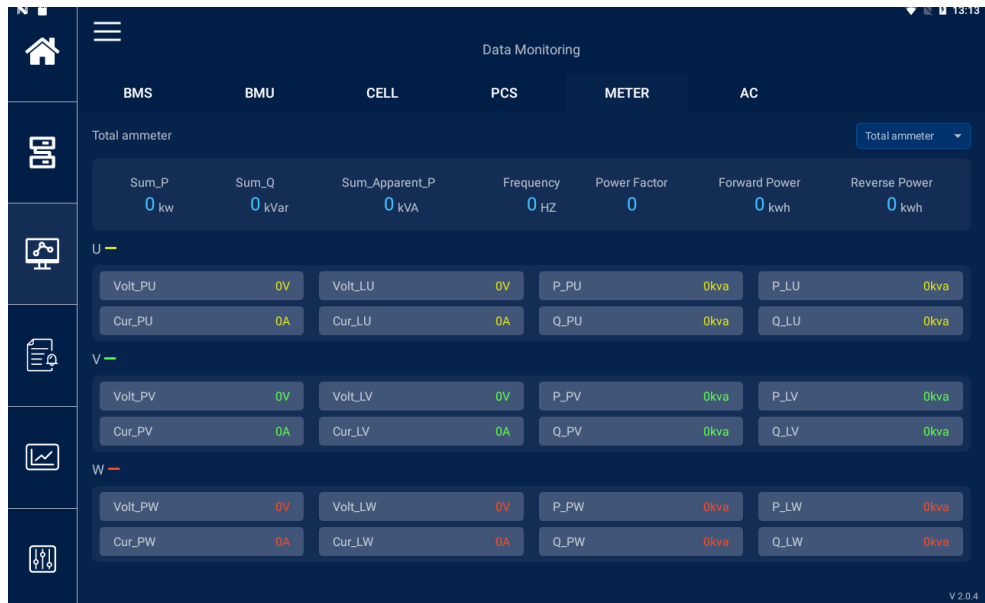 13:13
Data Monitoring
BMS BMU CELL PCS METER AC
Total ammeter Total ammeter
Sum_P Sum_Q Sum_Apparent_P Frequency Power Factor Forward Power Reverse Power
0 kw 0 kVar 0 kVA 0 HZ 0 0 kwh 0 kwh
U
Volt_PU 0V Volt_LU 0V P_PU 0kva P_LU 0kva
Cur_PU 0A Cur_LU 0A Q_PU 0kva Q_LU 0kva
V
Volt_PV 0V Volt_LV 0V P_PV 0kva P_LV 0kva
Cur_PV 0A Cur_LV 0A Q_PV 0kva Q_LV 0kva
W
Volt_PW 0V Volt_LW 0V P_PW 0kva P_LW 0kva
Cur_PW 0A Cur_LW 0A Q_PW 0kva Q_LW 0kva
V 2.0.4